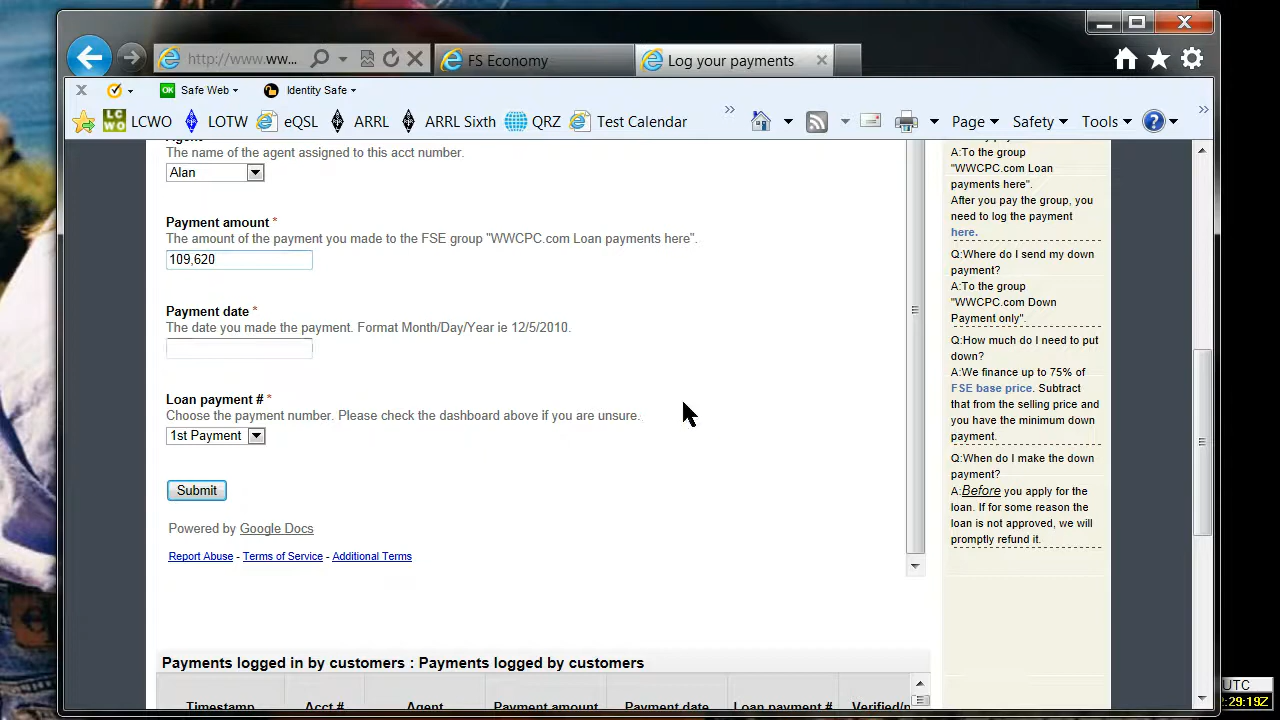 http://www.ww...
FS Economy
Log your payments
Safe Web
Identity Safe
LCWO
LOTW
eQSL
ARRL
ARRL Sixth
QRZ
Test Calendar
Page
Safety
Tools
The name of the agent assigned to this acct number.
Alan
Payment amount *
The amount of the payment you made to the FSE group "WWCPC.com Loan payments here".
109,620
Payment date *
The date you made the payment. Format Month/Day/Year ie 12/5/2010.
Loan payment # *
Choose the payment number. Please check the dashboard above if you are unsure.
1st Payment
Submit
Powered by Google Docs
Report Abuse - Terms of Service - Additional Terms
Payments logged in by customers : Payments logged by customers
Timestamp Acct # Agent Payment amount Payment date Loan payment #
A:To the group
"WWCPC.com Loan
payments here".
After you pay the group, you
need to log the payment
here.
Q:Where do I send my down
payment?
A:To the group
"WWCPC.com Down
Payment only".
Q:How much do I need to put
down?
A:We finance up to 75% of
FSE base price. Subtract
that from the selling price and
you have the minimum down
payment.
Q:When do I make the down
payment?
A:Before you apply for the
loan. If for some reason the
loan is not approved, we will
promptly refund it.
UTC
2:29:19Z